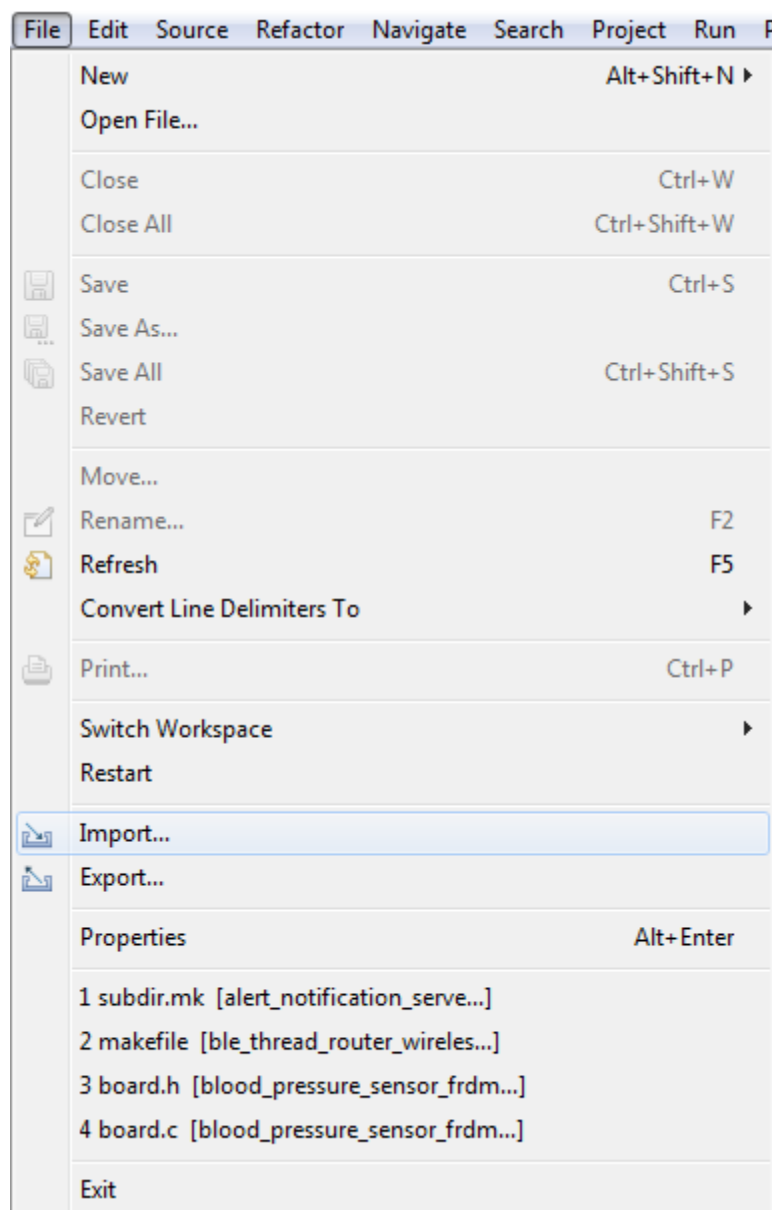 File Edit Source Refactor Navigate Search Project Run
New Alt+Shift+N
Open File...
Close Ctrl+W
Close All Ctrl+Shift+W
Save Ctrl+S
Save As...
Save All Ctrl+Shift+S
Revert
Move...
Rename... F2
Refresh F5
Convert Line Delimiters To
Print... Ctrl+P
Switch Workspace
Restart
Import...
Export...
Properties Alt+Enter
1 subdir.mk [alert_notification_serve...]
2 makefile [ble_thread_router_wireles...]
3 board.h [blood_pressure_sensor_frdm...]
4 board.c [blood_pressure_sensor_frdm...]
Exit